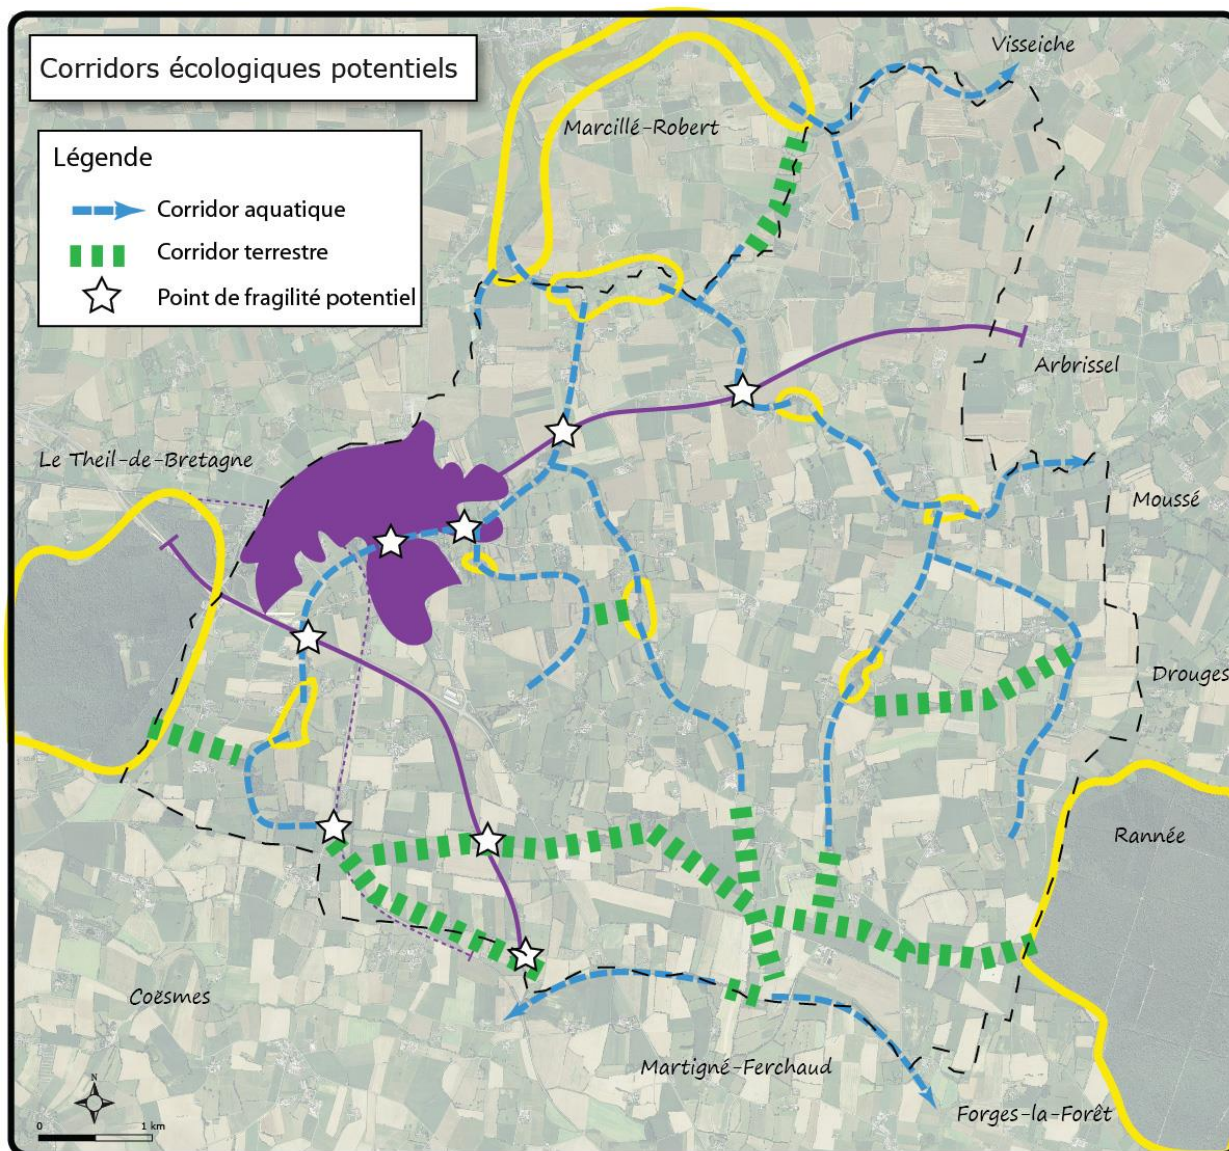 Corridors écologiques potentiels
Légende
Corridor aquatique
Corridor terrestre
Point de fragilité potentiel
Visseiche
Marcillé-Robert
Arbrissel
Le Theil-de-Bretagne
Moussé
Drouges
Rannée
Coësmes
Martigné-Ferchaud
Forges-la-Forêt
N
0 1 km